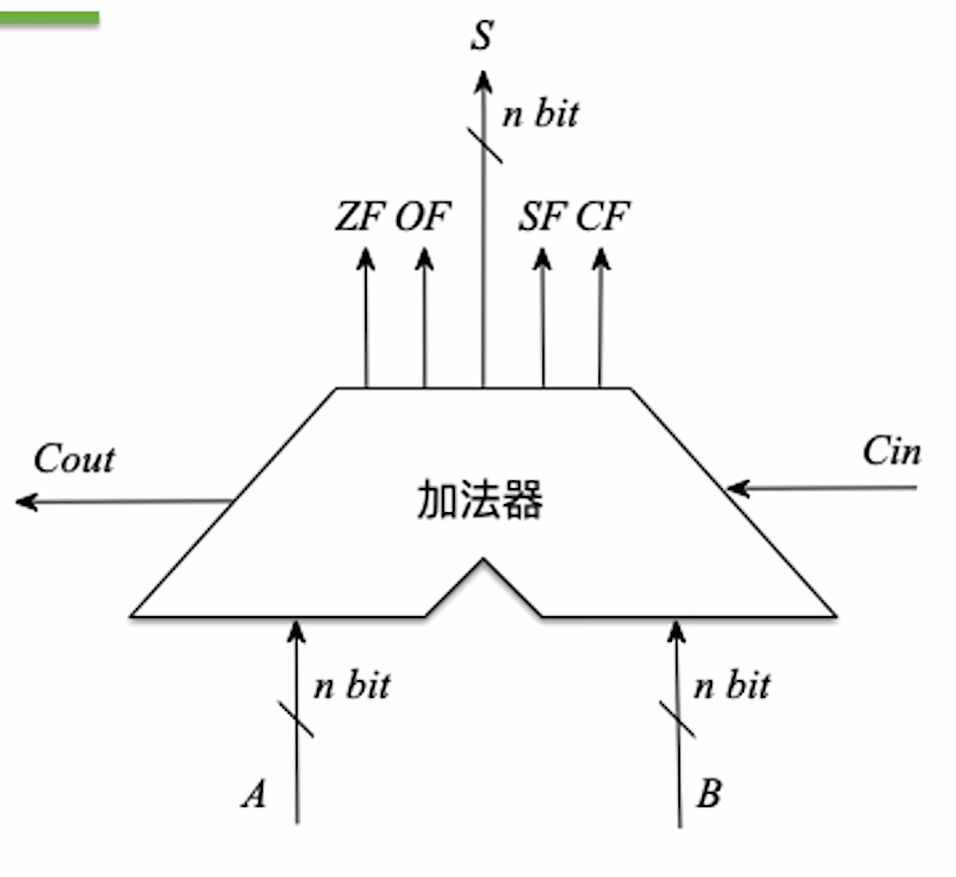 S
n bit
ZF OF SF CF
Cout
Cin
加法器
n bit
n bit
A
B